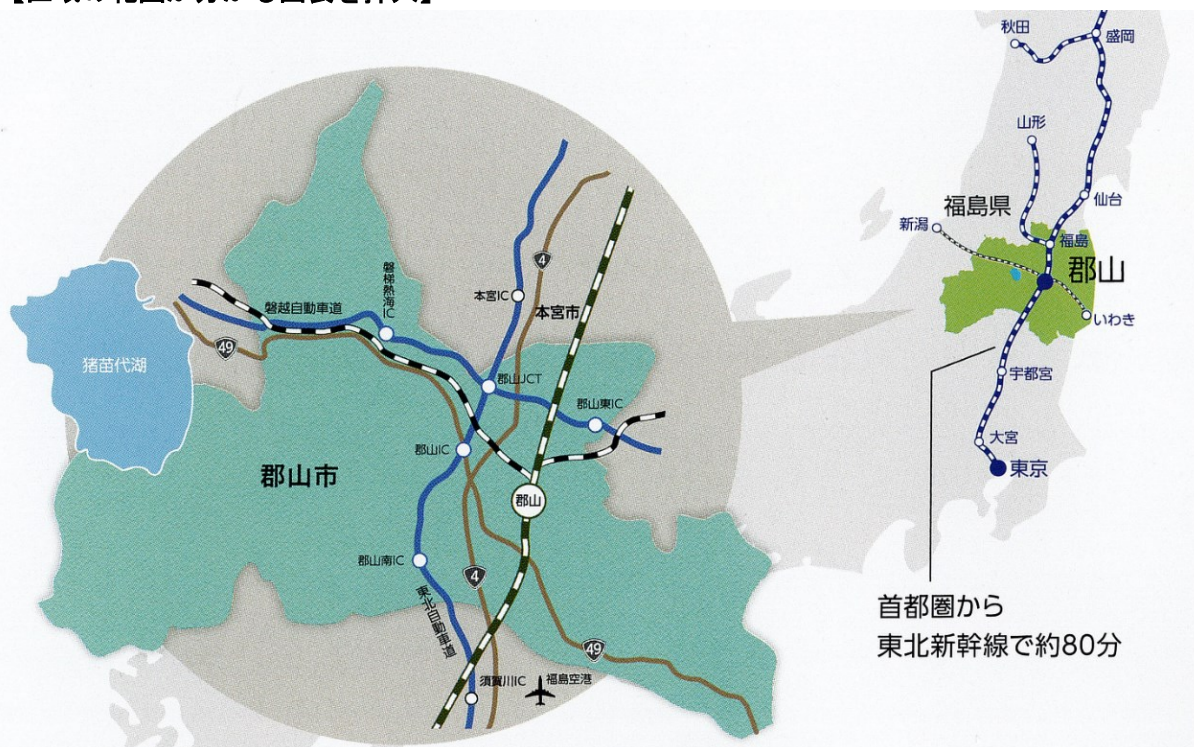 秋田
盛岡
山形
仙台
福島県
新潟
福島
郡山
いわき
宇都宮
大宮
東京
首都圏から
東北新幹線で約80分
猪苗代湖
磐越自動車道
磐梯熱海IC
49
4
本宮IC
本宮市
郡山JCT
郡山東IC
郡山IC
郡山市
郡山
郡山南IC
4
東北自動車道
49
須賀川IC
福島空港